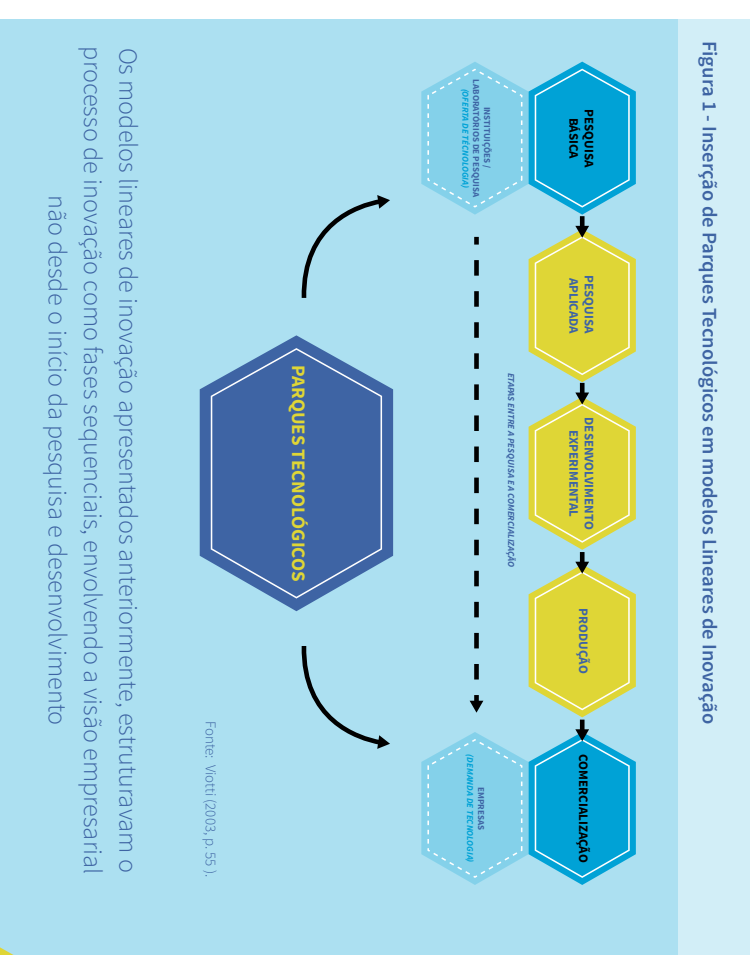 Figura 1 - Inserção de Parques Tecnológicos em modelos Lineares de Inovação
PESQUISA
BÁSICA
PESQUISA
APLICADA
DESENVOLVIMENTO
EXPERIMENTAL
PRODUÇÃO
COMERCIALIZAÇÃO
INSTITUIÇÕES /
LABORATÓRIOS DE PESQUISA
(OFERTA DE TECNOLOGIA)
ETAPAS ENTRE A PESQUISA E A COMERCIALIZAÇÃO
EMPRESAS
(DEMANDA DE TECNOLOGIA)
PARQUES TECNOLÓGICOS
Fonte: Viotti (2003, p. 55 ).
Os modelos lineares de inovação apresentados anteriormente, estruturavam o
processo de inovação como fases sequenciais, envolvendo a visão empresarial
não desde o início da pesquisa e desenvolvimento